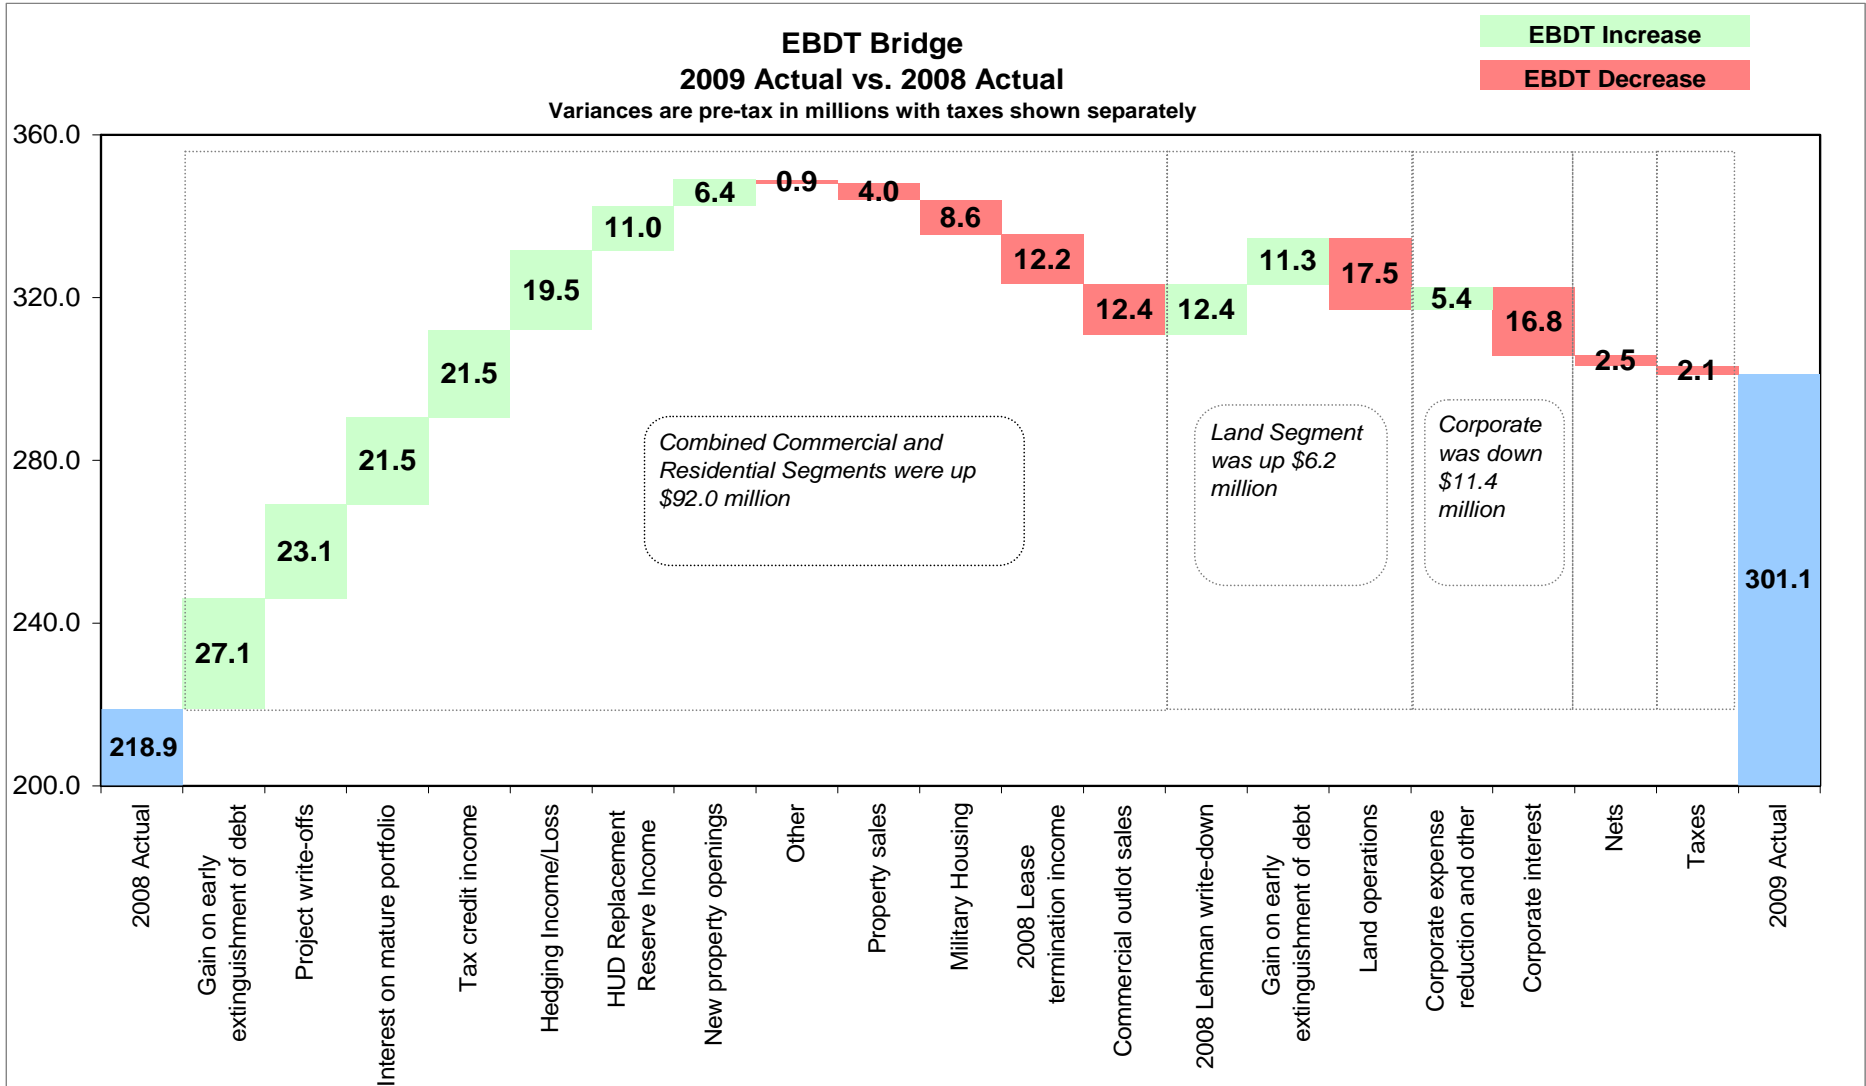 EBDT Bridge
2009 Actual vs. 2008 Actual
Variances are pre-tax in millions with taxes shown separately
EBDT Increase
EBDT Decrease
360.0
320.0
280.0
240.0
200.0
218.9
27.1
23.1
21.5
21.5
19.5
11.0
6.4
0.9
4.0
8.6
12.2
12.4
12.4
11.3
17.5
5.4
16.8
2.5
2.1
301.1
Combined Commercial and
Residential Segments were up
$92.0 million
Land Segment
was up $6.2
million
Corporate
was down
$11.4
million
2008 Actual
Gain on early
extinguishment of debt
Project write-offs
Interest on mature portfolio
Tax credit income
Hedging Income/Loss
HUD Replacement
Reserve Income
New property openings
Other
Property sales
Military Housing
2008 Lease
termination income
Commercial outlot sales
2008 Lehman write-down
Gain on early
extinguishment of debt
Land operations
Corporate expense
reduction and other
Corporate interest
Nets
Taxes
2009 Actual